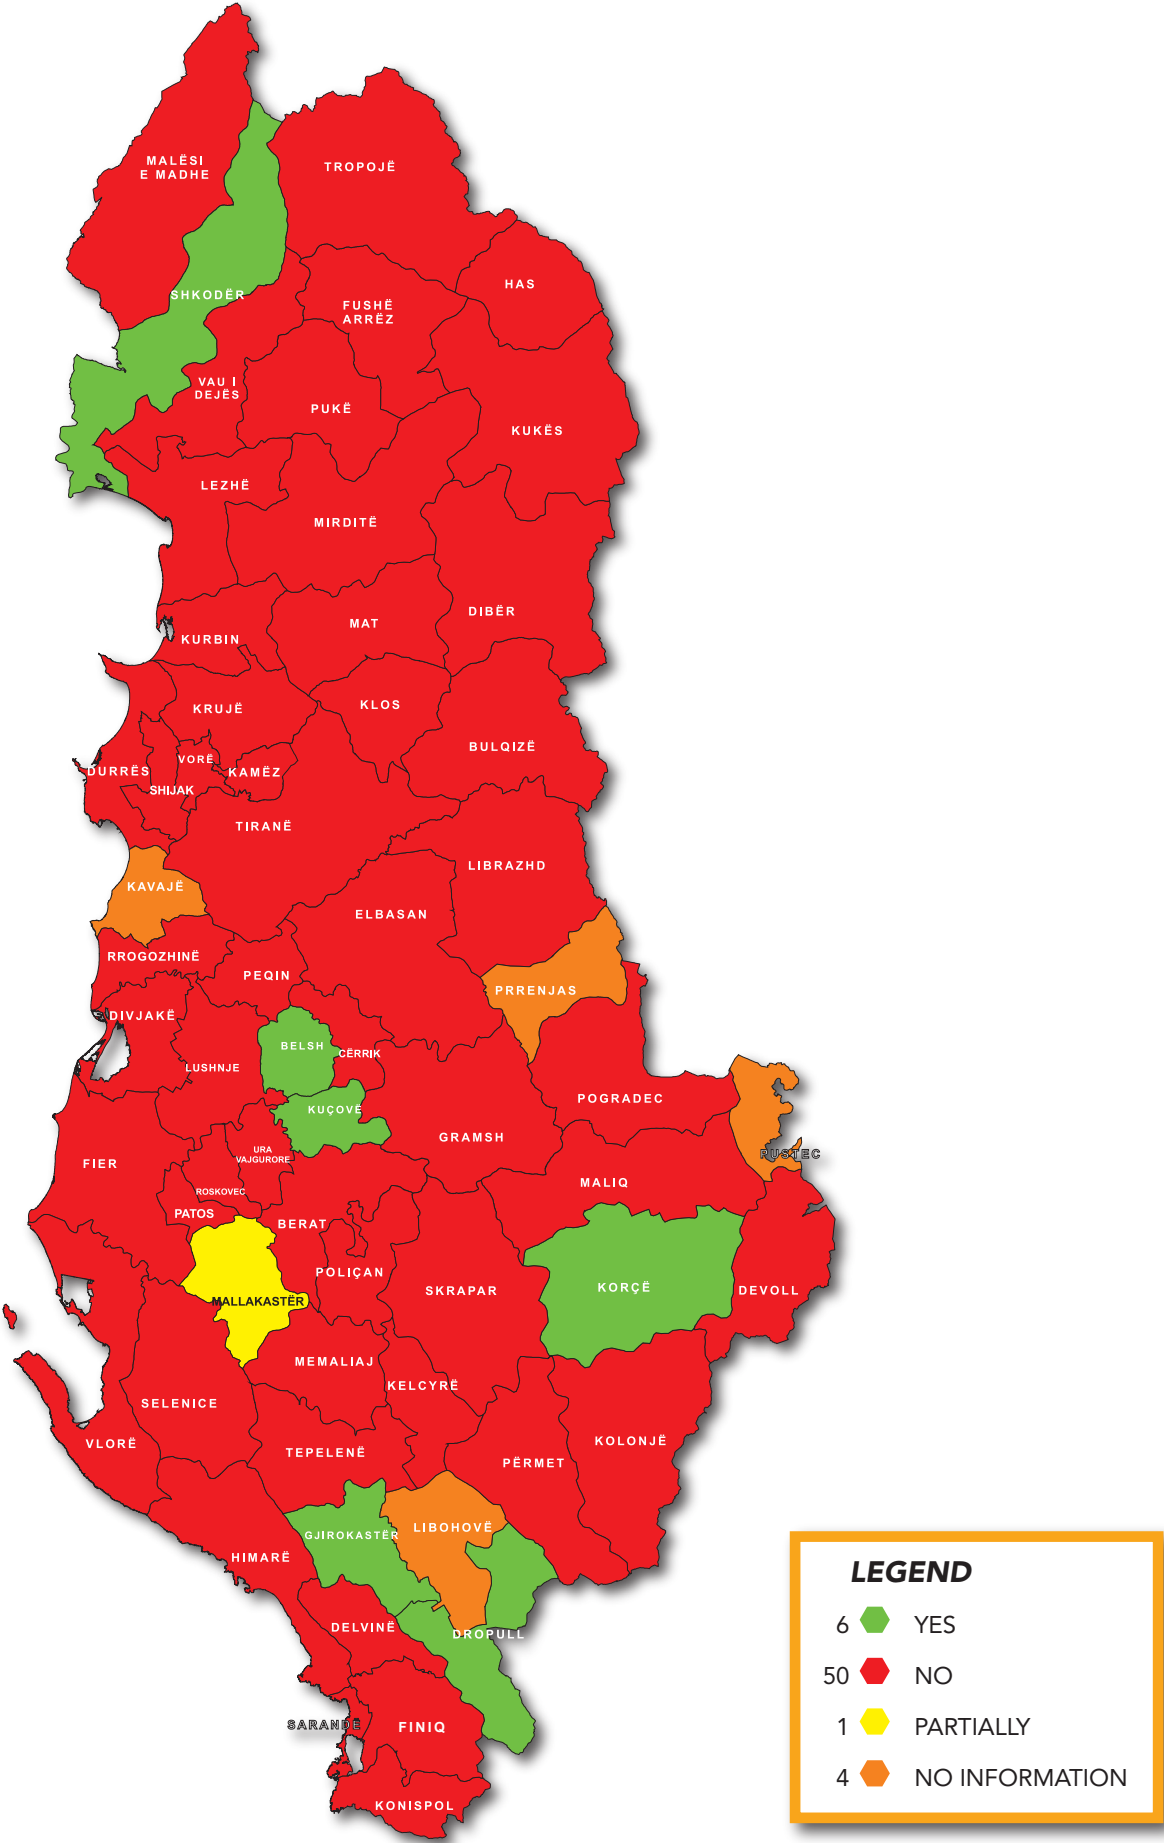 MALËSI
E MADHE
TROPOJË
HAS
SHKODËR
FUSHË
ARRËZ
VAU I
DEJËS
PUKË
KUKËS
LEZHË
MIRDITË
DIBËR
MAT
KURBIN
KLOS
KRUJË
BULQIZË
VORË
DURRËS
KAMËZ
SHIJAK
TIRANË
LIBRAZHD
KAVAJË
ELBASAN
RROGOZHINË
PEQIN
PRRENJAS
DIVJAKË
BELSH
CËRRIK
LUSHNJE
POGRADEC
KUÇOVË
GRAMSH
URA
VAJGURORE
PUSTEC
FIER
MALIQ
ROSKOVEC
PATOS
BERAT
POLIÇAN
KORÇË
SKRAPAR
DEVOLL
MALLAKASTËR
MEMALIAJ
KELCYRË
SELENICE
VLORË
KOLONJË
TEPELENË
PËRMET
LIBOHOVË
GJIROKASTËR
HIMARË
DELVINË
DROPULL
SARANDË
FINIQ
KONISPOL
LEGEND
6 YES
50 NO
1 PARTIALLY
4 NO INFORMATION